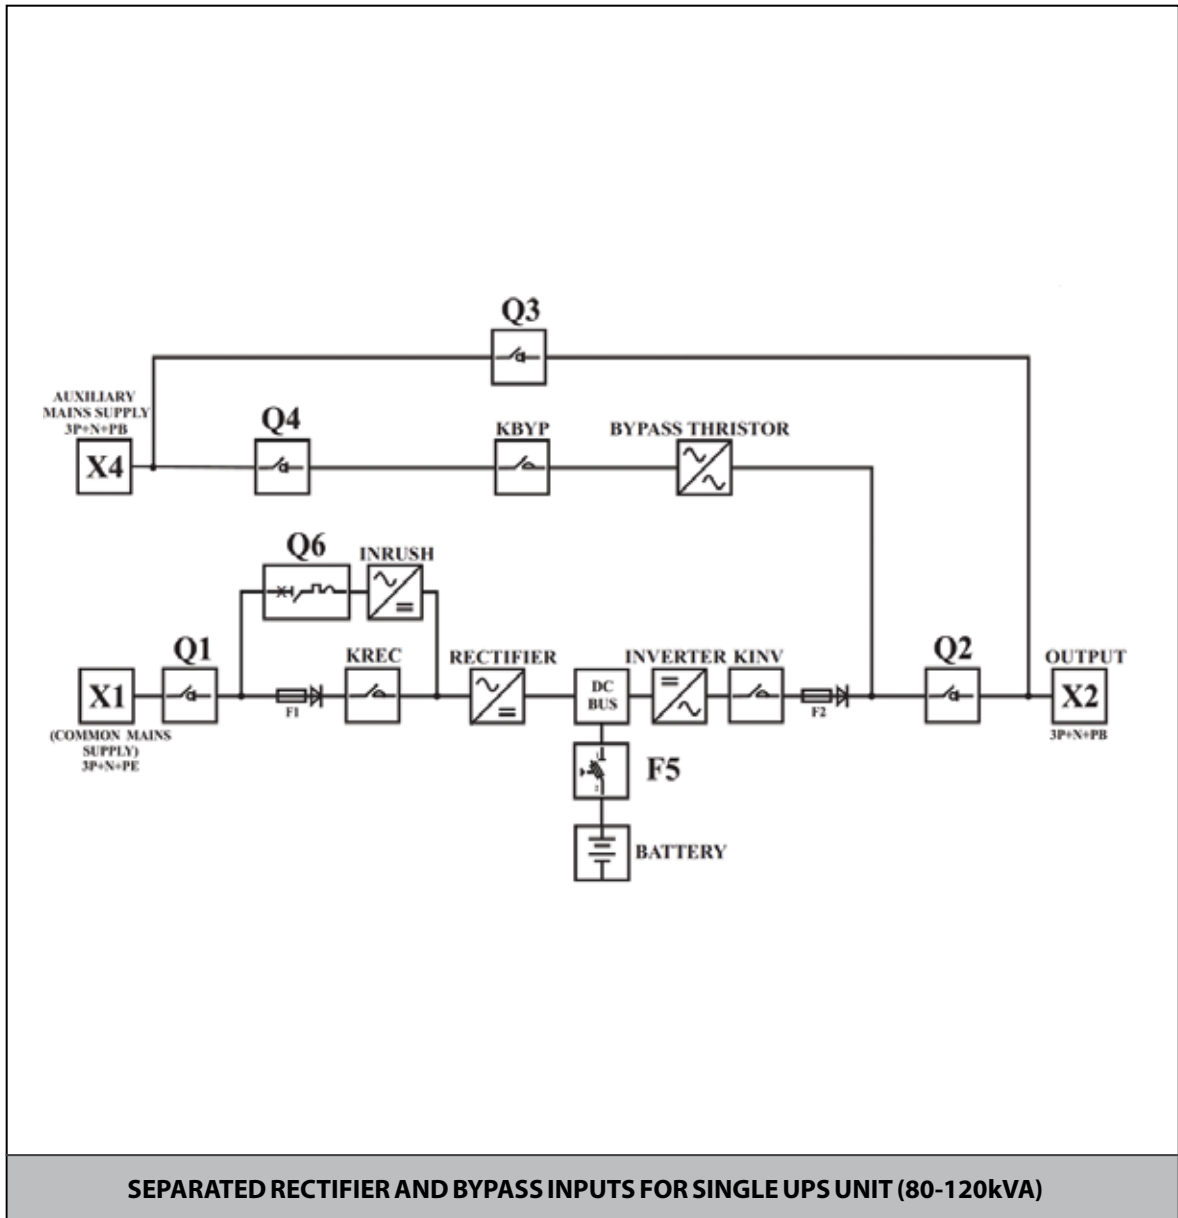 Q3
AUXILIARY
MAINS SUPPLY
3P+N+PB
X4
Q4
KBYP
BYPASS THRISTOR
Q6
INRUSH
X1
(COMMON MAINS
SUPPLY)
3P+N+PE
Q1
F1
KREC
RECTIFIER
DC
BUS
INVERTER
KINV
F2
Q2
OUTPUT
X2
3P+N+PB
F5
1
2
BATTERY
SEPARATED RECTIFIER AND BYPASS INPUTS FOR SINGLE UPS UNIT (80-120kVA)